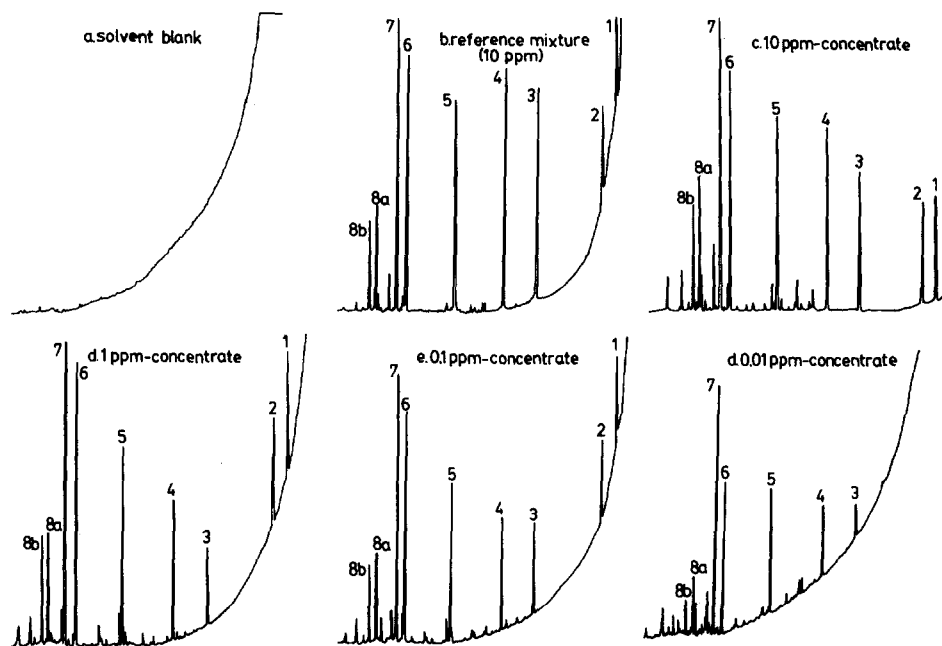 a.solvent blank
7
6
5
4
3
2
1
8a
8b
b.reference mixture
(10 ppm)
7
6
5
4
3
2
1
8a
8b
c.10 ppm-concentrate
7
6
5
4
3
2
1
8a
8b
d.1 ppm-concentrate
7
6
5
4
3
2
1
8a
8b
e.0.1 ppm-concentrate
7
6
5
4
3
8a
8b
d.0.01 ppm-concentrate